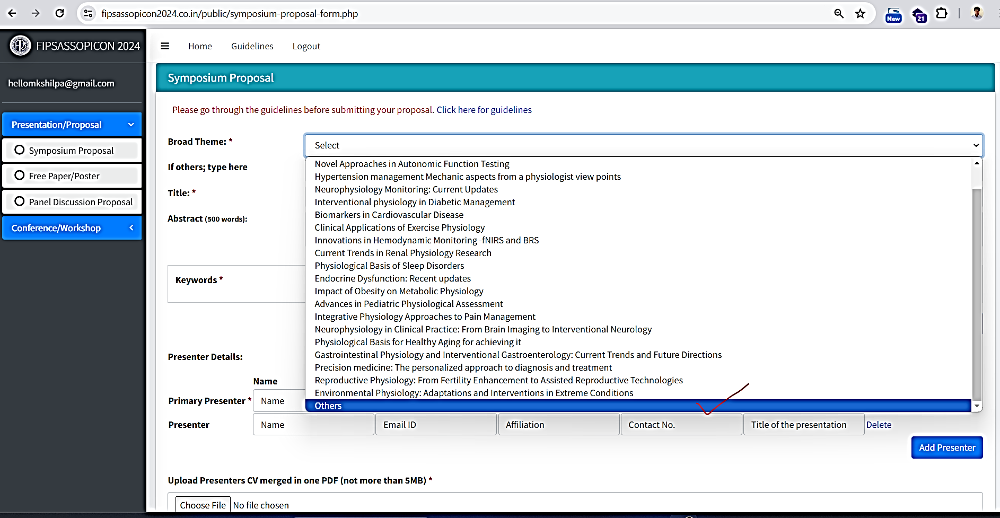 fipsassopicon2024.co.in/public/symposium-proposal-form.php
New
21
FIPSASSOPICON 2024
Home Guidelines Logout
hellomkshilpa@gmail.com
Presentation/Proposal
Symposium Proposal
Free Paper/Poster
Panel Discussion Proposal
Conference/Workshop
Symposium Proposal
Please go through the guidelines before submitting your proposal. Click here for guidelines
Broad Theme: *
Select
If others; type here
Title: *
Abstract (500 words):
Keywords *
Novel Approaches in Autonomic Function Testing
Hypertension management Mechanic aspects from a physiologist view points
Neurophysiology Monitoring: Current Updates
Interventional physiology in Diabetic Management
Biomarkers in Cardiovascular Disease
Clinical Applications of Exercise Physiology
Innovations in Hemodynamic Monitoring -fNIRS and BRS
Current Trends in Renal Physiology Research
Physiological Basis of Sleep Disorders
Endocrine Dysfunction: Recent updates
Impact of Obesity on Metabolic Physiology
Advances in Pediatric Physiological Assessment
Integrative Physiology Approaches to Pain Management
Neurophysiology in Clinical Practice: From Brain Imaging to Interventional Neurology
Physiological Basis for Healthy Aging for achieving it
Gastrointestinal Physiology and Interventional Gastroenterology: Current Trends and Future Directions
Precision medicine: The personalized approach to diagnosis and treatment
Reproductive Physiology: From Fertility Enhancement to Assisted Reproductive Technologies
Environmental Physiology: Adaptations and Interventions in Extreme Conditions
Others
Presenter Details:
Name
Primary Presenter * Name
Presenter Name Email ID Affiliation Contact No. Title of the presentation Delete
Add Presenter
Upload Presenters CV merged in one PDF (not more than 5MB) *
Choose File No file chosen